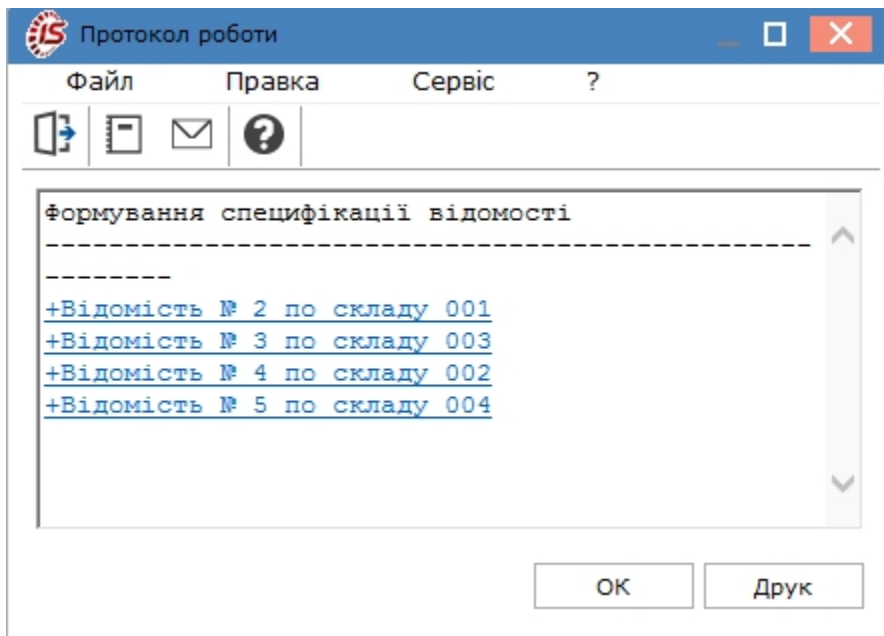 Протокол роботи
Файл Правка Сервіс ?
Формування специфікації відомості
------------------------------------------------
--------
+Відомість № 2 по складу 001
+Відомість № 3 по складу 003
+Відомість № 4 по складу 002
+Відомість № 5 по складу 004
ОК Друк